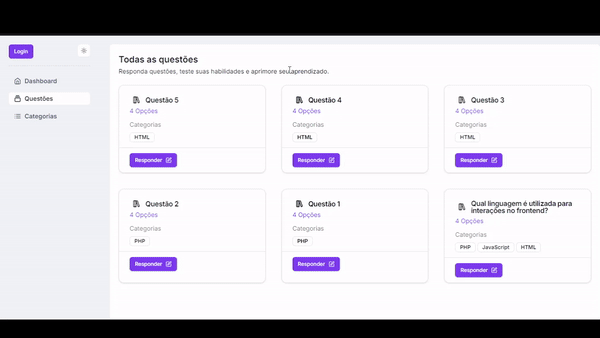 Login
Dashboard
Questões
Categorias
Todas as questões
Responda questões, teste suas habilidades e aprimore seu aprendizado.
Questão 5
4 Opções
Categorias
HTML
Responder
Questão 4
4 Opções
Categorias
HTML
Responder
Questão 3
4 Opções
Categorias
HTML
Responder
Questão 2
4 Opções
Categorias
PHP
Responder
Questão 1
4 Opções
Categorias
PHP
Responder
Qual linguagem é utilizada para
interações no frontend?
4 Opções
Categorias
PHP JavaScript HTML
Responder